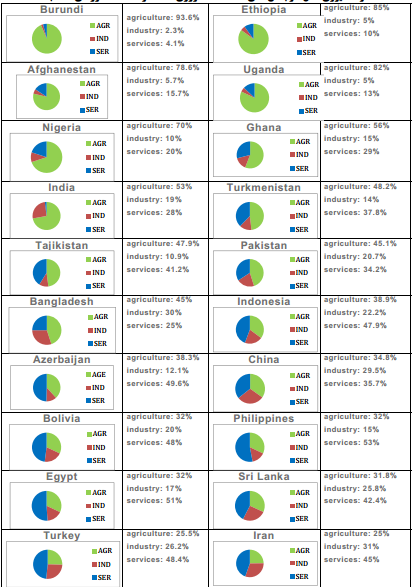 Burundi
AGR
IND
SER
agriculture: 93.6%
industry: 2.3%
services: 4.1%
Ethiopia
AGR
IND
SER
agriculture: 85%
industry: 5%
services: 10%
Afghanestan
AGR
IND
SER
agriculture: 78.6%
industry: 5.7%
services: 15.7%
Uganda
AGR
IND
SER
agriculture: 82%
industry: 5%
services: 13%
Nigeria
AGR
IND
SER
agriculture: 70%
industry: 10%
services: 20%
Ghana
AGR
IND
SER
agriculture: 56%
industry: 15%
services: 29%
India
AGR
IND
SER
agriculture: 53%
industry: 19%
services: 28%
Turkmenistan
AGR
IND
SER
agriculture: 48.2%
industry: 14%
services: 37.8%
Tajikistan
AGR
IND
SER
agriculture: 47.9%
industry: 10.9%
services: 41.2%
Pakistan
AGR
IND
SER
agriculture: 45.1%
industry: 20.7%
services: 34.2%
Bangladesh
AGR
IND
SER
agriculture: 45%
industry: 30%
services: 25%
Indonesia
AGR
IND
SER
agriculture: 38.9%
industry: 22.2%
services: 47.9%
Azerbaijan
AGE
IND
SER
agriculture: 38.3%
industry: 12.1%
services: 49.6%
China
AGR
IND
SER
agriculture: 34.8%
industry: 29.5%
services: 35.7%
Bolivia
AGR
IND
SER
agriculture: 32%
industry: 20%
services: 48%
Philippines
AGR
IND
SER
agriculture: 32%
industry: 15%
services: 53%
Egypt
AGR
IND
SER
agriculture: 32%
industry: 17%
services: 51%
Sri Lanka
AGR
IND
SER
agriculture: 31.8%
industry: 25.8%
services: 42.4%
Turkey
AGR
IND
SER
agriculture: 25.5%
industry: 26.2%
services: 48.4%
Iran
AGR
IND
SER
agriculture: 25%
industry: 31%
services: 45%